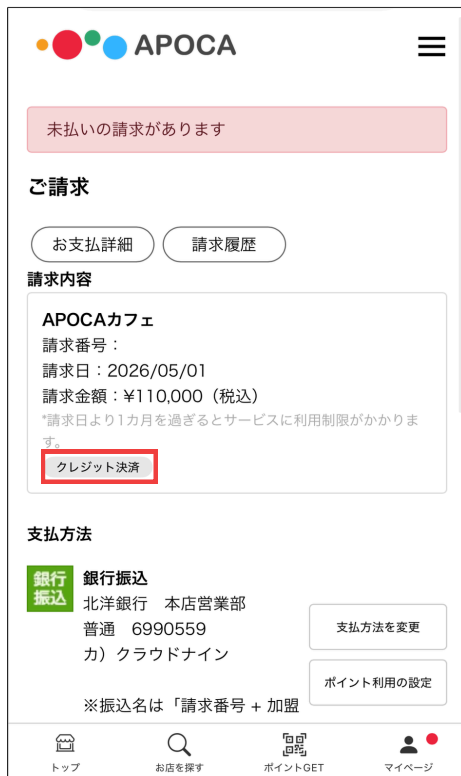 APOCA
未払いの請求があります
ご請求
お支払詳細
請求履歴
請求内容
APOCAカフェ
請求番号：
請求日：2026/05/01
請求金額：¥110,000（税込）
*請求日より1カ月を過ぎるとサービスに利用制限がかかりま
す。
クレジット決済
支払方法
銀行
振込
銀行振込
北洋銀行　本店営業部
普通　6990559
カ）クラウドナイン
※振込名は「請求番号 + 加盟
支払方法を変更
ポイント利用の設定
トップ
お店を探す
ポイントGET
マイページ